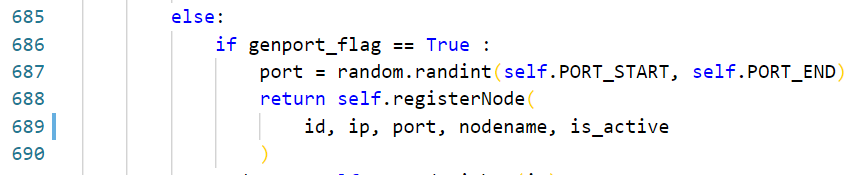 685 else:
686 if genport_flag == True :
687 port = random.randint(self.PORT_START, self.PORT_END)
688 return self.registerNode(
689 id, ip, port, nodename, is_active
690 )